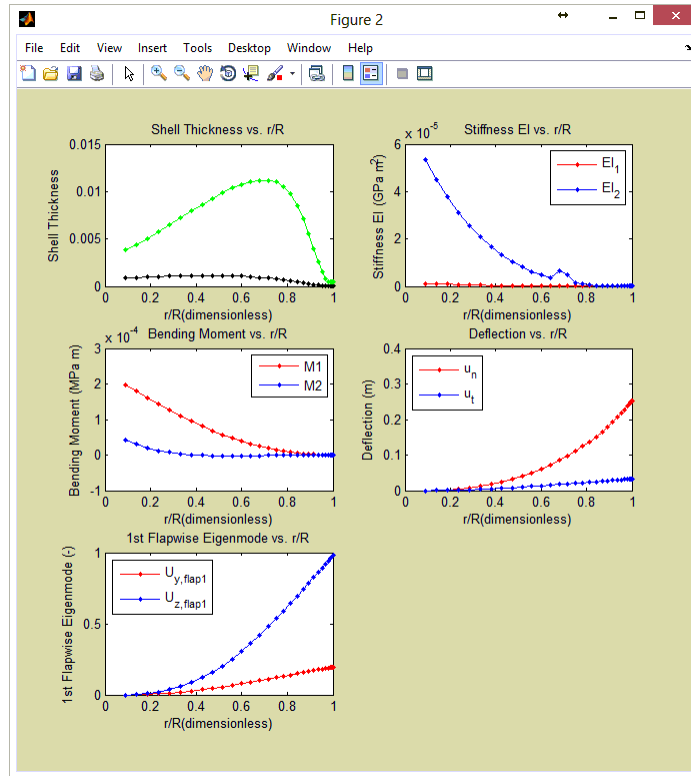 Figure 2
File Edit View Insert Tools Desktop Window Help
Shell Thickness vs. r/R
0.015
0.01
0.005
0
Shell Thickness
0 0.2 0.4 0.6 0.8 1
r/R(dimensionless)
Stiffness EI vs. r/R
x 10^-5
6
4
2
0
Stiffness EI (GPa m²)
EI₁
EI₂
0 0.2 0.4 0.6 0.8 1
r/R(dimensionless)
Bending Moment vs. r/R
x 10^-4
3
2
1
0
-1
Bending Moment (MPa m)
M1
M2
0 0.2 0.4 0.6 0.8 1
r/R(dimensionless)
Deflection vs. r/R
0.4
0.3
0.2
0.1
0
Deflection (m)
u_n
u_t
0 0.2 0.4 0.6 0.8 1
r/R(dimensionless)
1st Flapwise Eigenmode vs. r/R
1
0.5
0
1st Flapwise Eigenmode (-)
U_y,flap1
U_z,flap1
0 0.2 0.4 0.6 0.8 1
r/R(dimensionless)